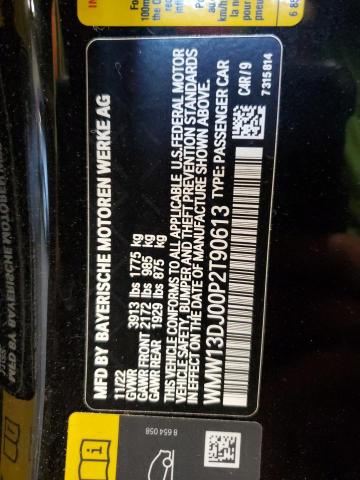 MFD BY BAYERISCHE MOTOREN WERKE AG
11/22
GVWR 3913 lbs 1775 kg
GAWR FRONT 2172 lbs 985 kg
GAWR REAR 1929 lbs 875 kg
THIS VEHICLE CONFORMS TO ALL APPLICABLE U.S.FEDERAL MOTOR
VEHICLE SAFETY, BUMPER AND THEFT PREVENTION STANDARDS
IN EFFECT ON THE DATE OF MANUFACTURE SHOWN ABOVE.
WMW13DJ00P2T90613 TYPE: PASSENGER CAR
C4R/9
7 315 814
8 654 058